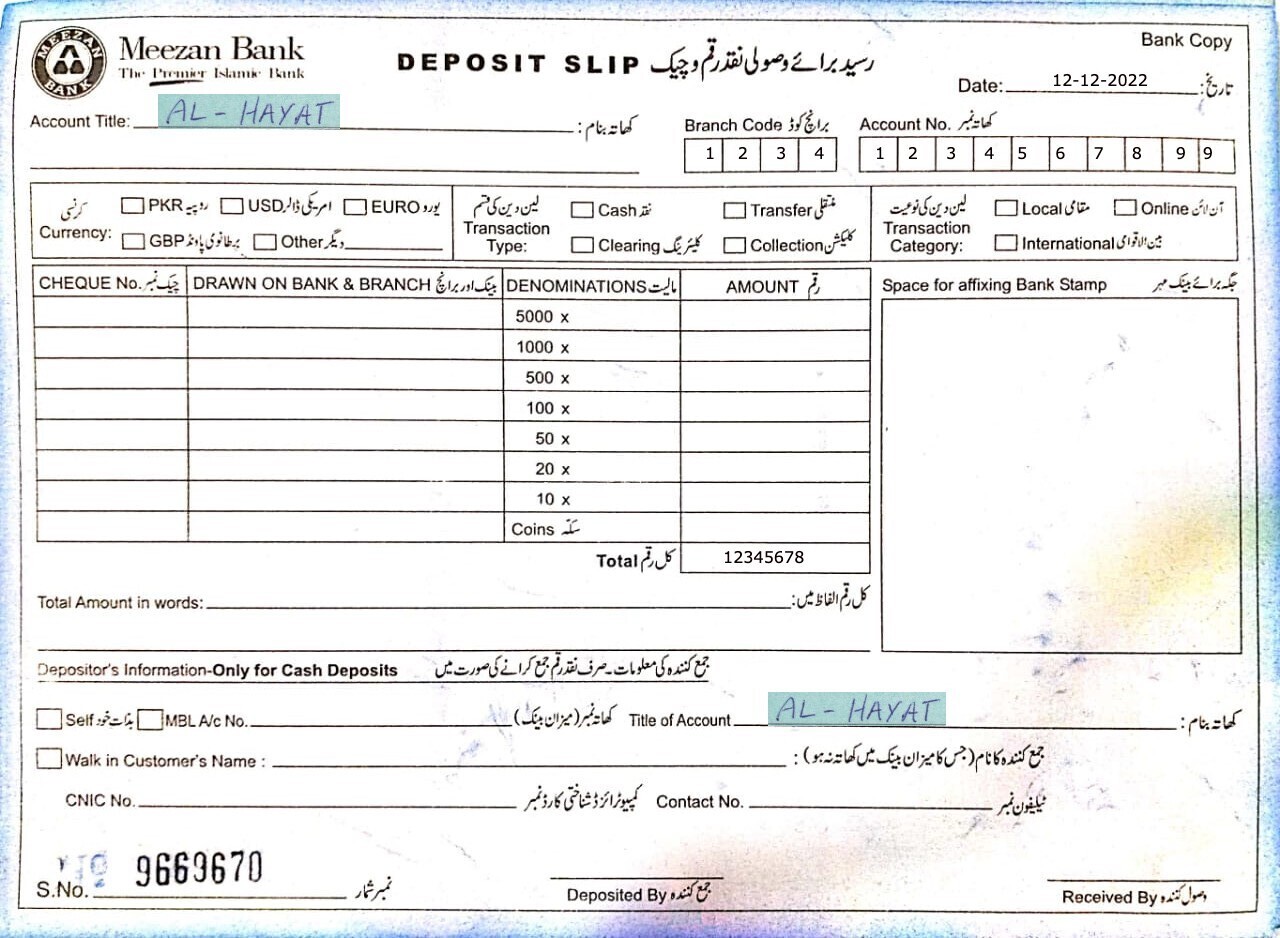 MEEZAN BANK
Meezan Bank
The Premier Islamic Bank
DEPOSIT SLIP رسید برائے وصولی نقد رقم و چیک
Bank Copy
Date: 12-12-2022 تاریخ:
Account Title: AL - HAYAT کھاتہ بنام:
Branch Code برانچ کوڈ
1 2 3 4
Account No. کھاتہ نمبر
1 2 3 4 5 6 7 8 9 9
کرنسی Currency: PKR روپیہ USD امریکی ڈالر EURO یورو
GBP برطانوی پاونڈ Other دیگر
لین دین کی قسم Transaction Type: Cash نقد Transfer منتقلی
Clearing کلیئرنگ Collection کلیکشن
لین دین کی نوعیت Transaction Category: Local مقامی Online آن لائن
International بین الاقوامی
CHEQUE No. چیک نمبر DRAWN ON BANK & BRANCH بینک اور برانچ DENOMINATIONS مالیت AMOUNT رقم
Space for affixing Bank Stamp جگہ برائے بینک مہر
5000 x
1000 x
500 x
100 x
50 x
20 x
10 x
Coins سکہ
Total کل رقم 12345678
Total Amount in words: کل رقم الفاظ میں:
Depositor's Information-Only for Cash Deposits جمع کنندہ کی معلومات۔ صرف نقد رقم جمع کرانے کی صورت میں
Self بذات خود MBL A/c No. کھاتہ نمبر (میزان بینک) Title of Account AL - HAYAT کھاتہ بنام:
Walk in Customer's Name : جمع کنندہ کا نام (جس کا میزان بینک میں کھاتہ نہ ہو):
CNIC No. کمپیوٹرائزڈ شناختی کارڈ نمبر Contact No. ٹیلیفون نمبر
S.No. 9669670 نمبر شمار
Deposited By جمع کنندہ
Received By وصول کنندہ